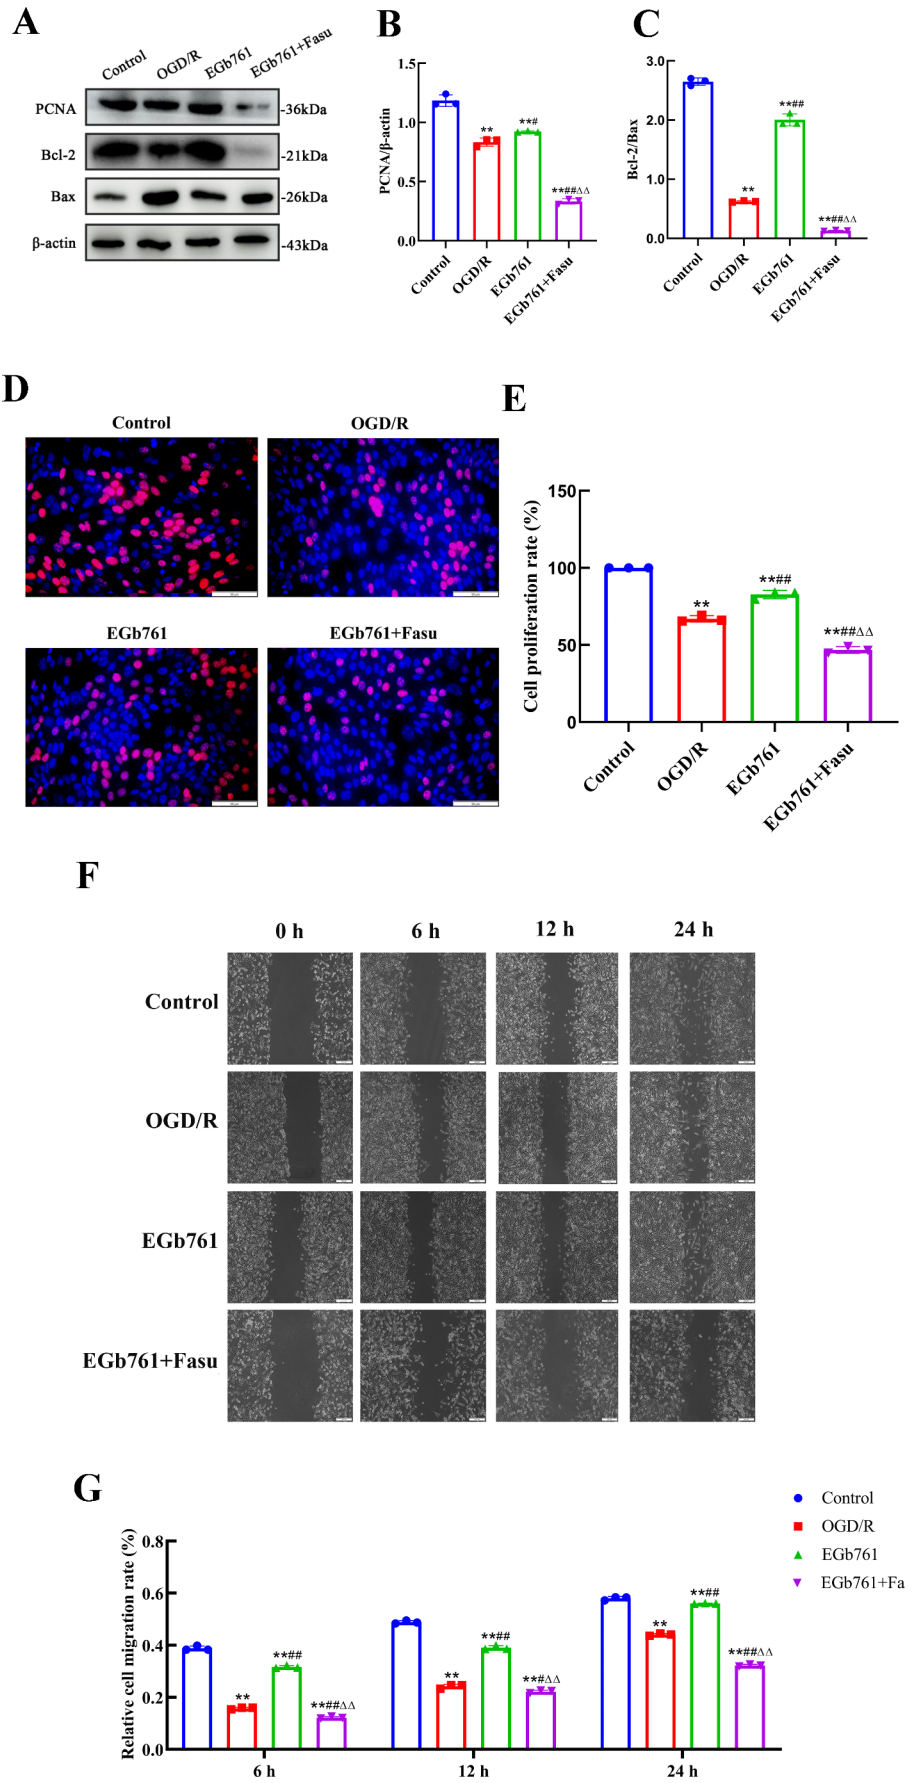 A
Control
OGD/R
EGb761
EGb761+Fasu
PCNA
-36kDa
Bcl-2
-21kDa
Bax
-26kDa
β-actin
-43kDa
B
PCNA/β-actin
1.5
1.0
0.5
0.0
**
**#
**##ΔΔ
Control
OGD/R
EGb761
EGb761+Fasu
C
Bcl-2/Bax
3.0
2.0
1.0
0.0
**
**##
**##ΔΔ
Control
OGD/R
EGb761
EGb761+Fasu
D
Control
OGD/R
EGb761
EGb761+Fasu
E
Cell proliferation rate (%)
150
100
50
0
**
**##
**##ΔΔ
Control
OGD/R
EGb761
EGb761+Fasu
F
0 h
6 h
12 h
24 h
Control
OGD/R
EGb761
EGb761+Fasu
G
Relative cell migration rate (%)
0.8
0.6
0.4
0.2
0.0
**
**##
**##ΔΔ
**
**##
**#ΔΔ
**
**##
**##ΔΔ
6 h
12 h
24 h
Control
OGD/R
EGb761
EGb761+Fa